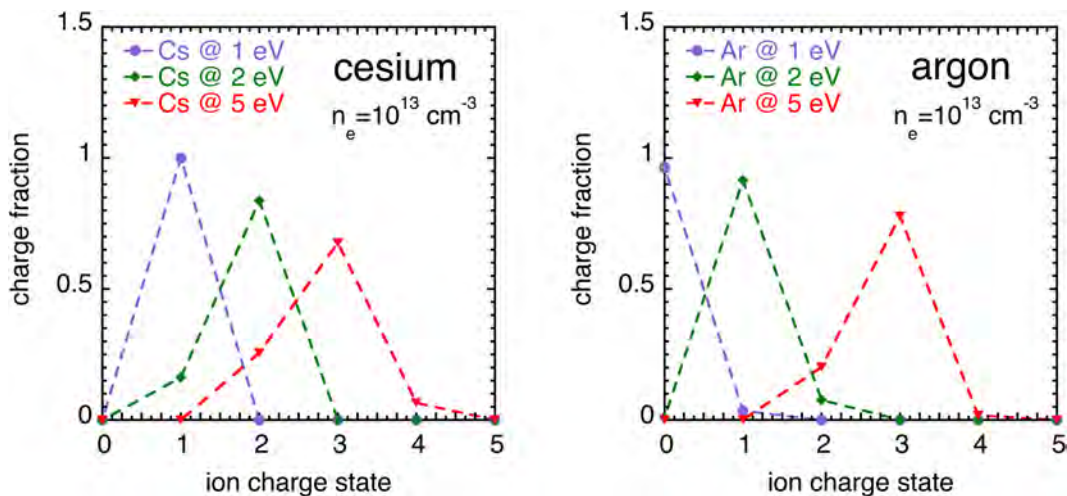 1.5
1
0.5
0
charge fraction
Cs @ 1 eV
Cs @ 2 eV
Cs @ 5 eV
cesium
n_e=10^13 cm^-3
0 1 2 3 4 5
ion charge state
1.5
1
0.5
0
charge fraction
Ar @ 1 eV
Ar @ 2 eV
Ar @ 5 eV
argon
n_e=10^13 cm^-3
0 1 2 3 4 5
ion charge state